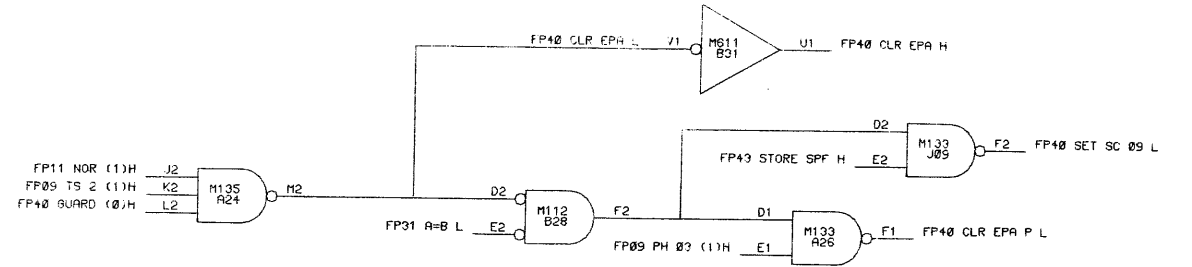 FP40 CLR EPA L V1
M611
B31
U1 FP40 CLR EPA H
D2
M133
J09
F2 FP40 SET SC 09 L
FP43 STORE SPF H E2
FP11 NOR (1)H J2
FP09 TS 2 (1)H K2
FP40 GUARD (0)H L2
M135
A24
M2
D2
M112
B28
F2
FP31 A=B L E2
D1
M133
A26
F1 FP40 CLR EPA P L
FP09 PH 03 (1)H E1